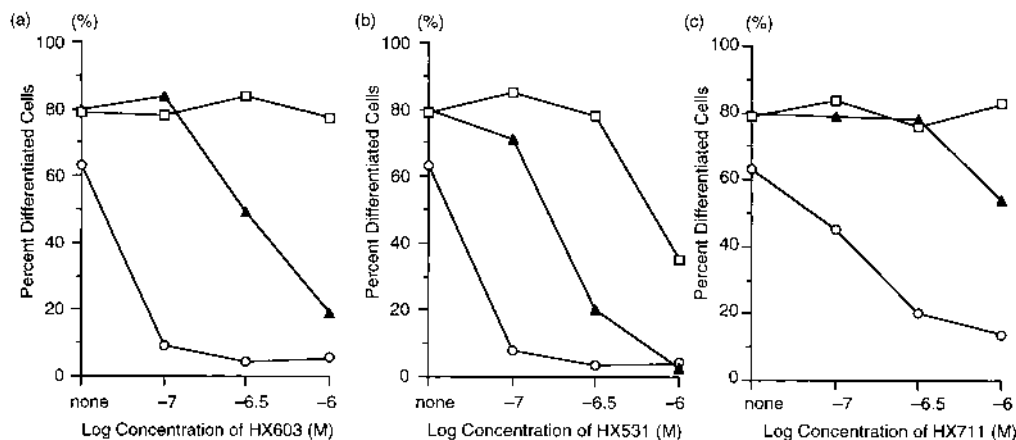 (a) (%)
100
80
60
40
20
0
Percent Differentiated Cells
none −7 −6.5 −6
Log Concentration of HX603 (M)
(b) (%)
100
80
60
40
20
0
Percent Differentiated Cells
none −7 −6.5 −6
Log Concentration of HX531 (M)
(c) (%)
100
80
60
40
20
0
Percent Differentiated Cells
none −7 −6.5 −6
Log Concentration of HX711 (M)